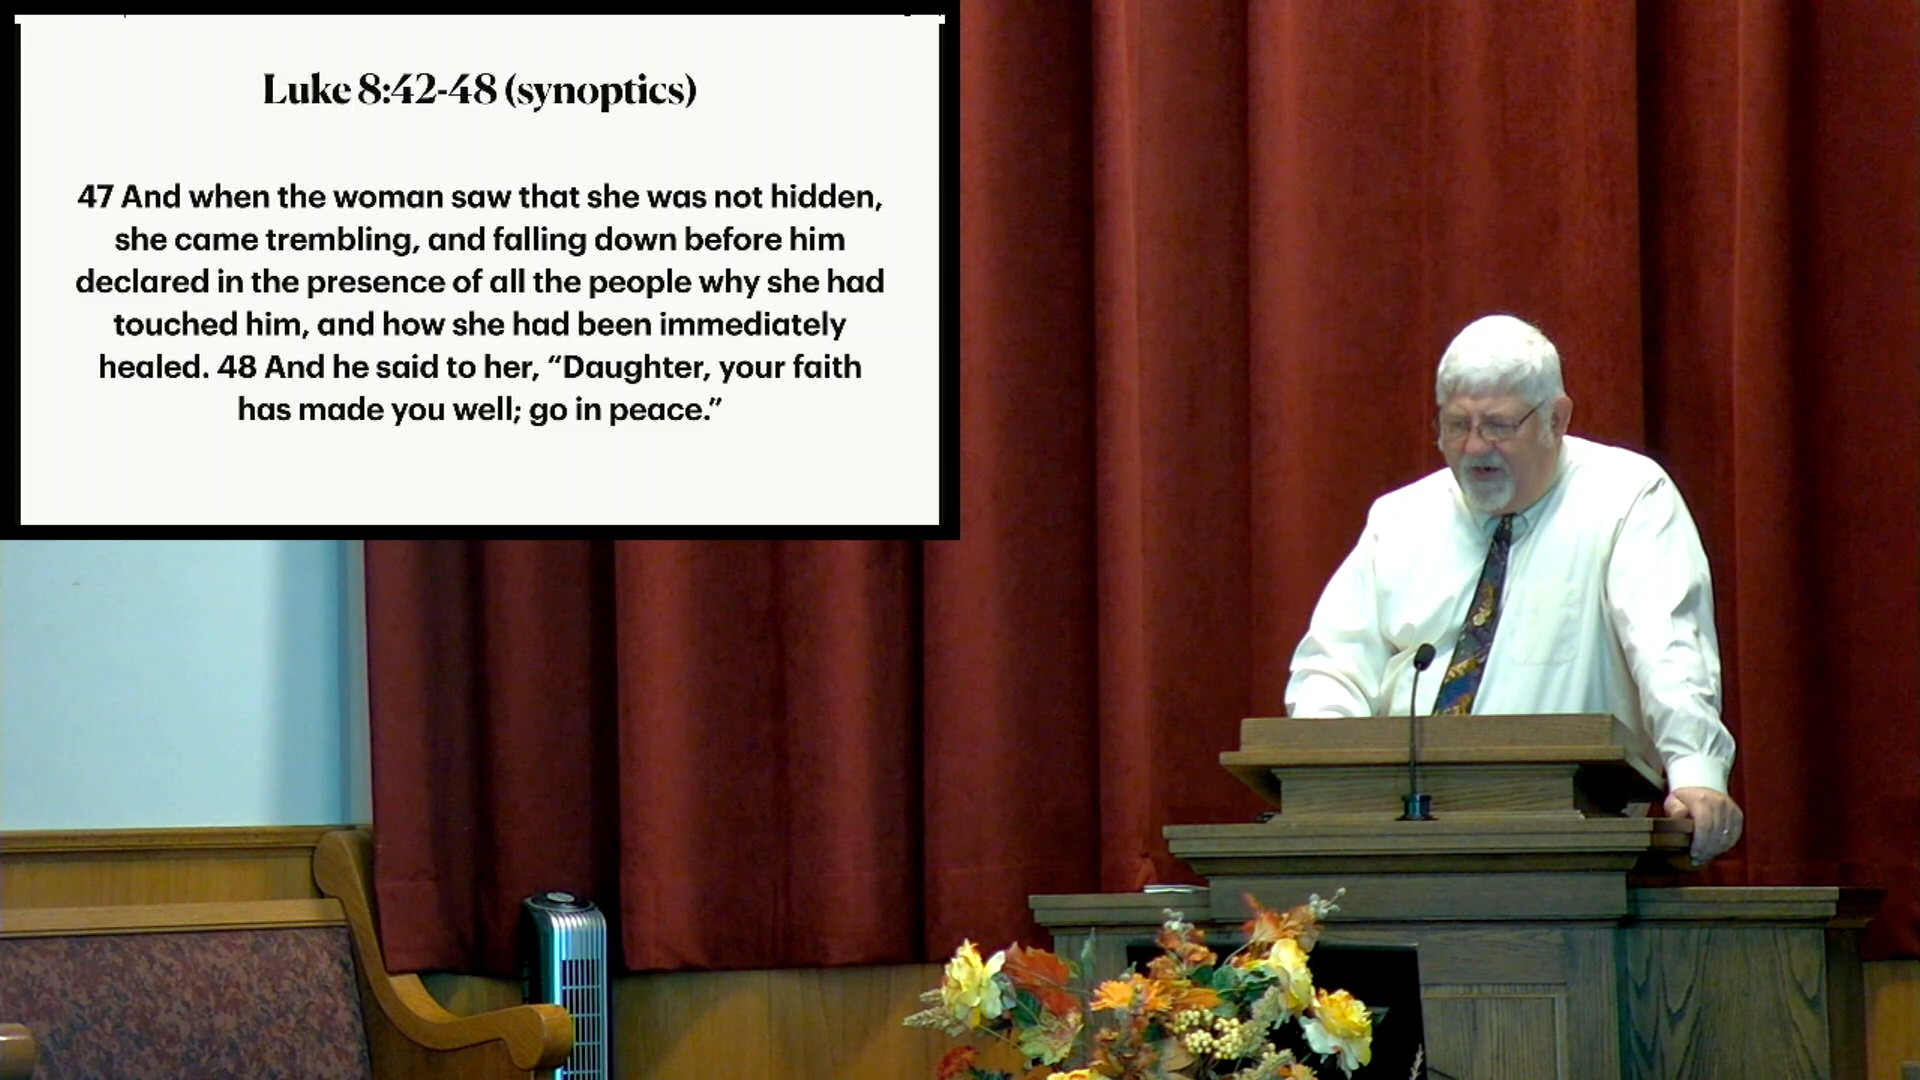 Luke 8:42-48 (synoptics)
47 And when the woman saw that she was not hidden,
she came trembling, and falling down before him
declared in the presence of all the people why she had
touched him, and how she had been immediately
healed. 48 And he said to her, “Daughter, your faith
has made you well; go in peace.”